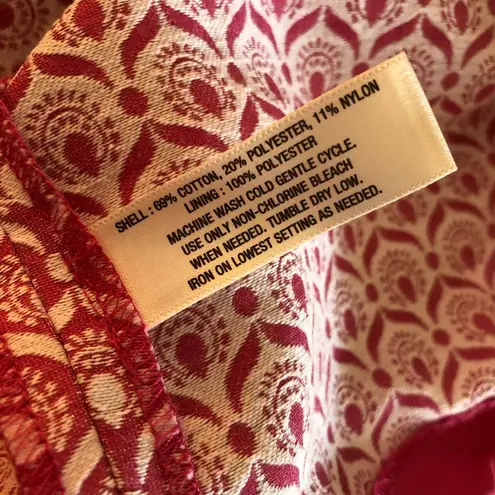 SHELL : 69% COTTON, 20% POLYESTER, 11% NYLON
LINING : 100% POLYESTER
MACHINE WASH COLD GENTLE CYCLE.
USE ONLY NON-CHLORINE BLEACH
WHEN NEEDED. TUMBLE DRY LOW.
IRON ON LOWEST SETTING AS NEEDED.